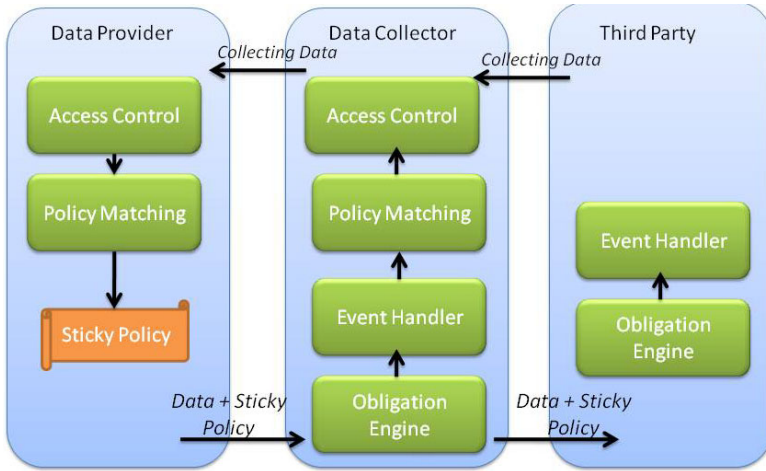 Data Provider
Data Collector
Third Party
Collecting Data
Collecting Data
Access Control
Access Control
Policy Matching
Policy Matching
Event Handler
Sticky Policy
Event Handler
Obligation
Engine
Data + Sticky
Policy
Obligation
Engine
Data + Sticky
Policy